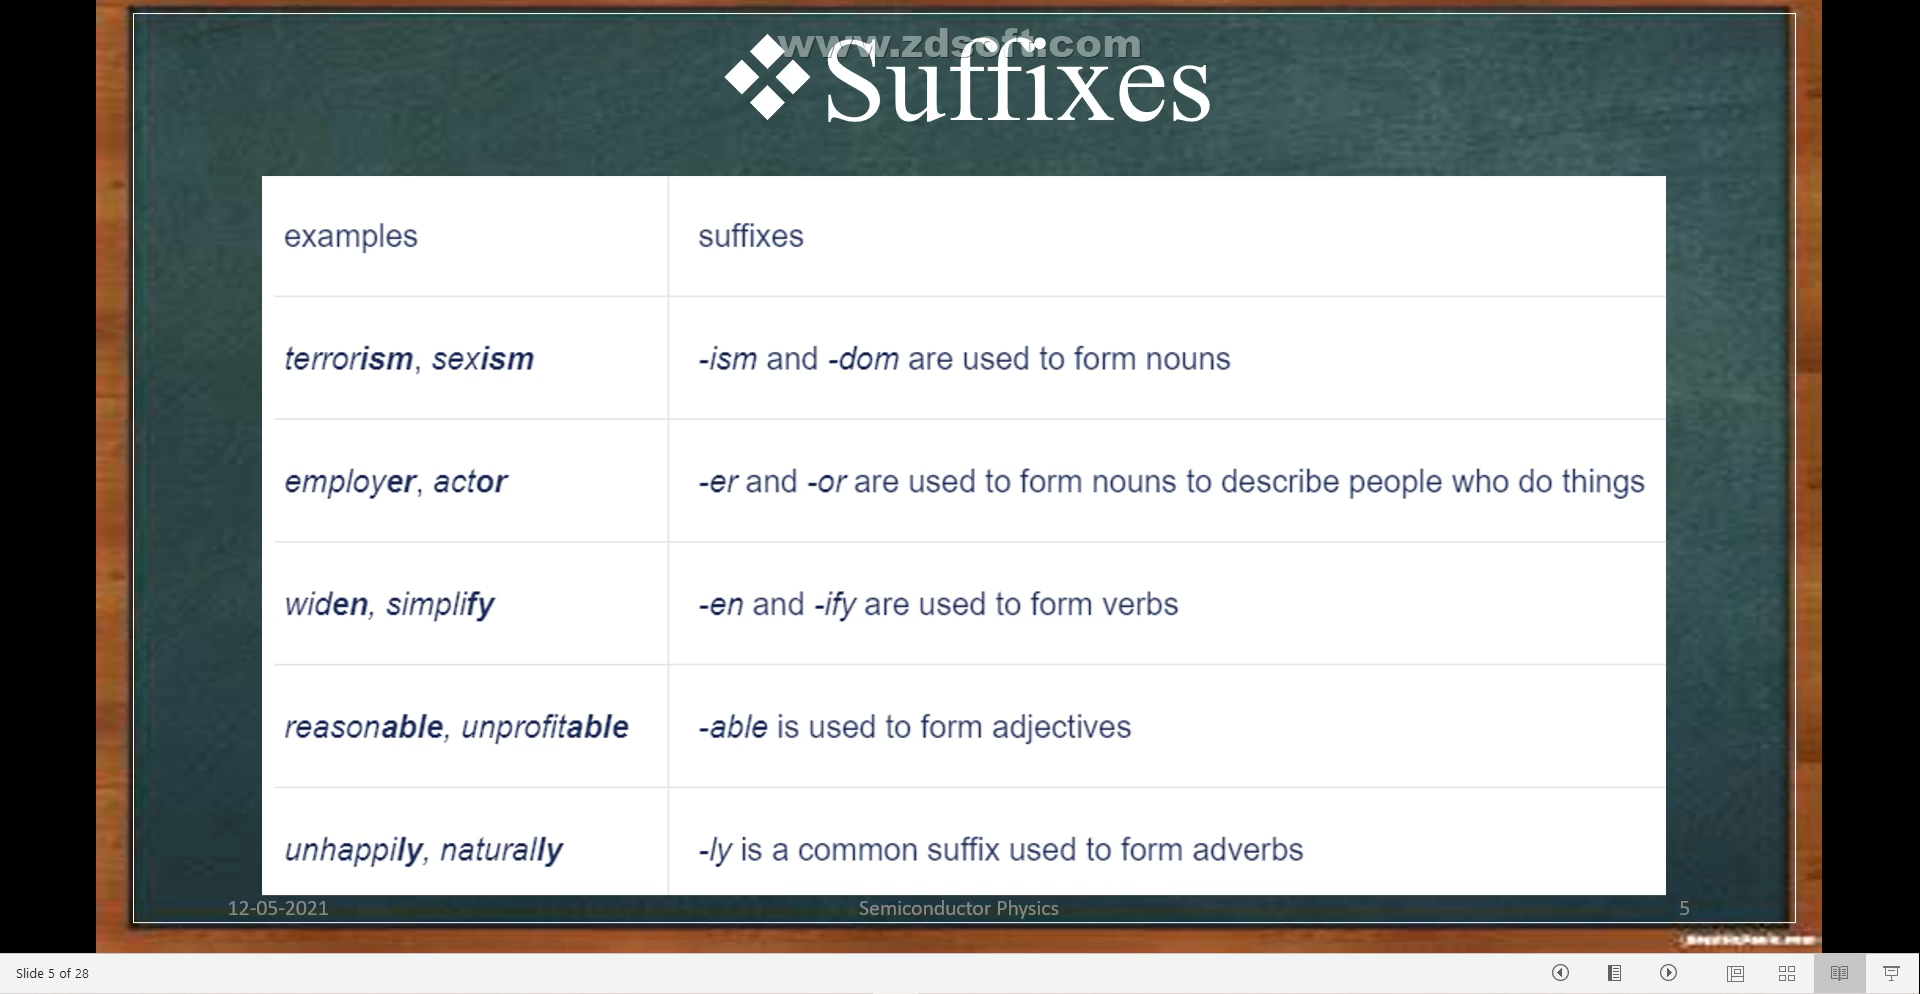 www.zdsoft.com
❖Suffixes
examples suffixes
terrorism, sexism -ism and -dom are used to form nouns
employer, actor -er and -or are used to form nouns to describe people who do things
widen, simplify -en and -ify are used to form verbs
reasonable, unprofitable -able is used to form adjectives
unhappily, naturally -ly is a common suffix used to form adverbs
12-05-2021 Semiconductor Physics 5
Slide 5 of 28